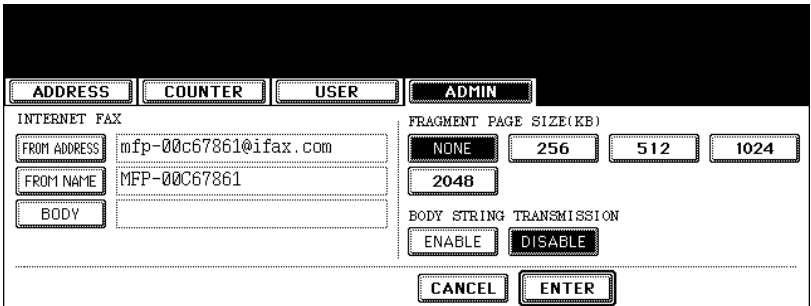 ADDRESS COUNTER USER ADMIN
INTERNET FAX
FROM ADDRESS mfp-00c67861@ifax.com
FROM NAME MFP-00C67861
BODY
FRAGMENT PAGE SIZE(KB)
NONE 256 512 1024
2048
BODY STRING TRANSMISSION
ENABLE DISABLE
CANCEL ENTER